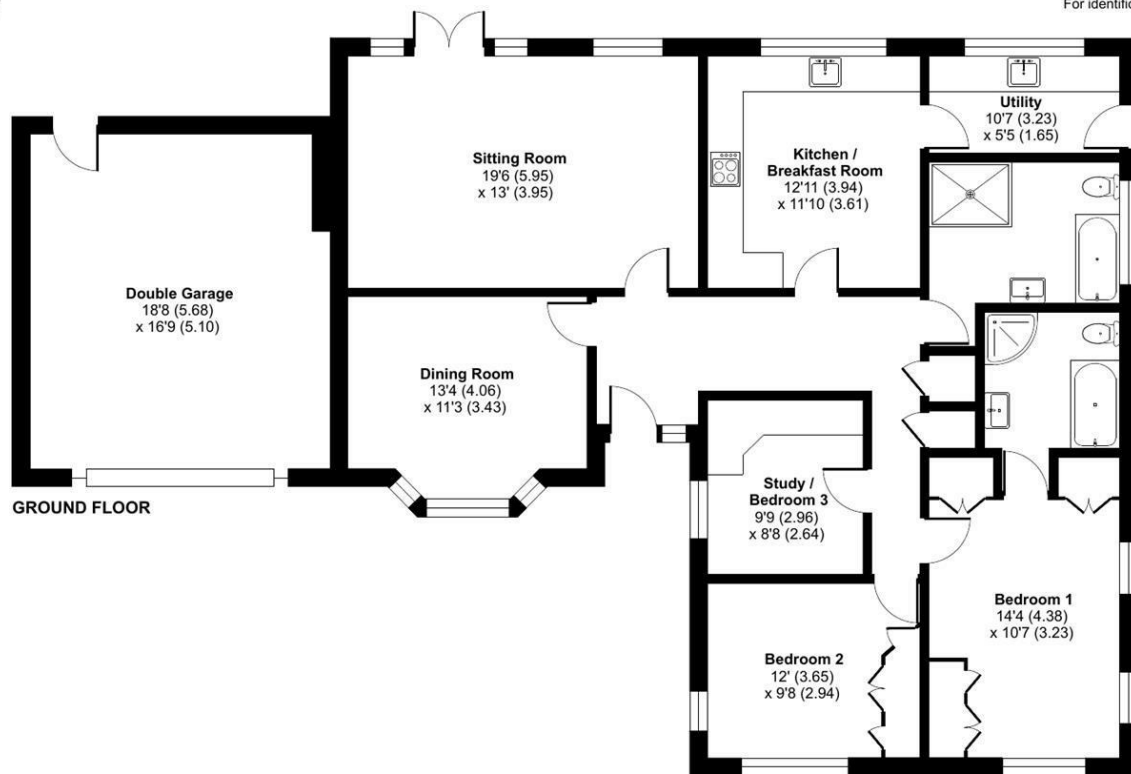 For identific
Utility
10'7 (3.23)
x 5'5 (1.65)
Sitting Room
19'6 (5.95)
x 13' (3.95)
Kitchen /
Breakfast Room
12'11 (3.94)
x 11'10 (3.61)
Double Garage
18'8 (5.68)
x 16'9 (5.10)
Dining Room
13'4 (4.06)
x 11'3 (3.43)
Study /
Bedroom 3
9'9 (2.96)
x 8'8 (2.64)
GROUND FLOOR
Bedroom 1
14'4 (4.38)
x 10'7 (3.23)
Bedroom 2
12' (3.65)
x 9'8 (2.94)